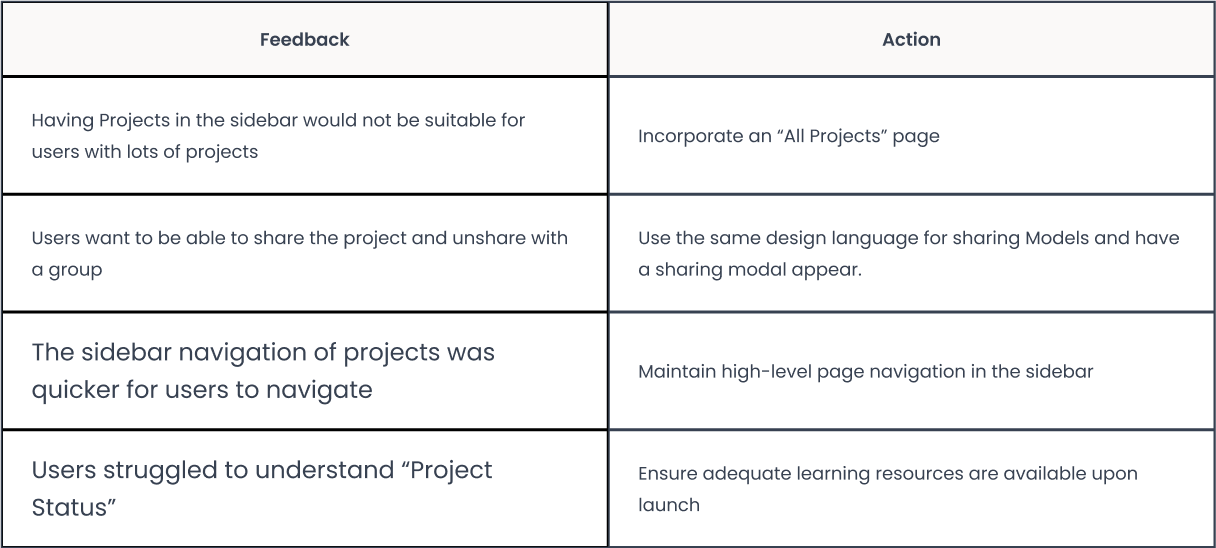 Feedback
Action
Having Projects in the sidebar would not be suitable for
users with lots of projects
Incorporate an “All Projects” page
Users want to be able to share the project and unshare with
a group
Use the same design language for sharing Models and have
a sharing modal appear.
The sidebar navigation of projects was
quicker for users to navigate
Maintain high-level page navigation in the sidebar
Users struggled to understand “Project
Status”
Ensure adequate learning resources are available upon
launch